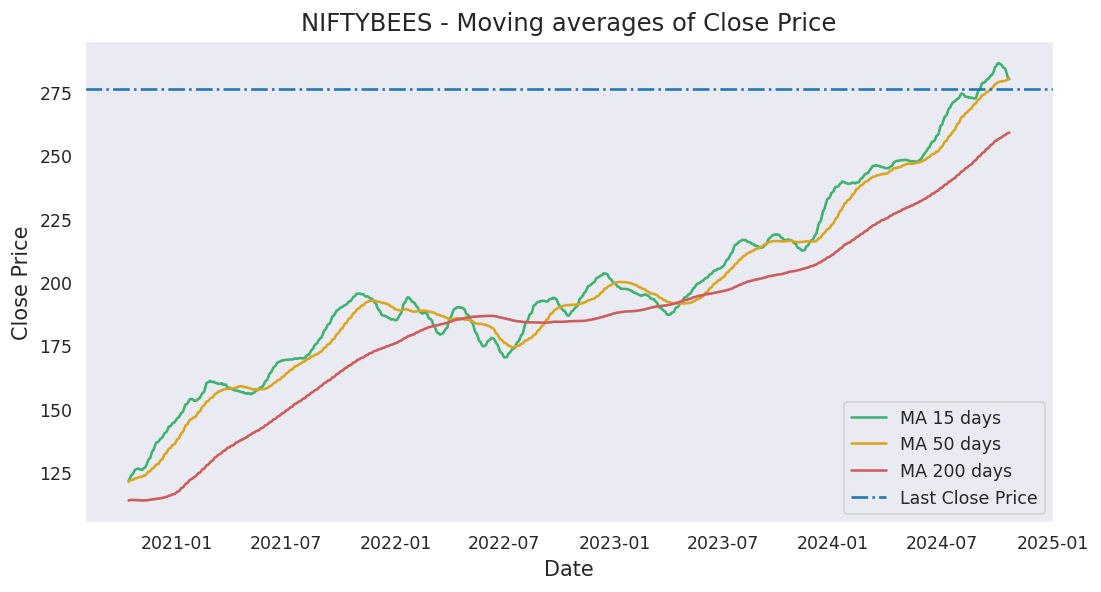 NIFTYBEES - Moving averages of Close Price
Close Price
275
250
225
200
175
150
125
MA 15 days
MA 50 days
MA 200 days
Last Close Price
2021-01 2021-07 2022-01 2022-07 2023-01 2023-07 2024-01 2024-07 2025-01
Date